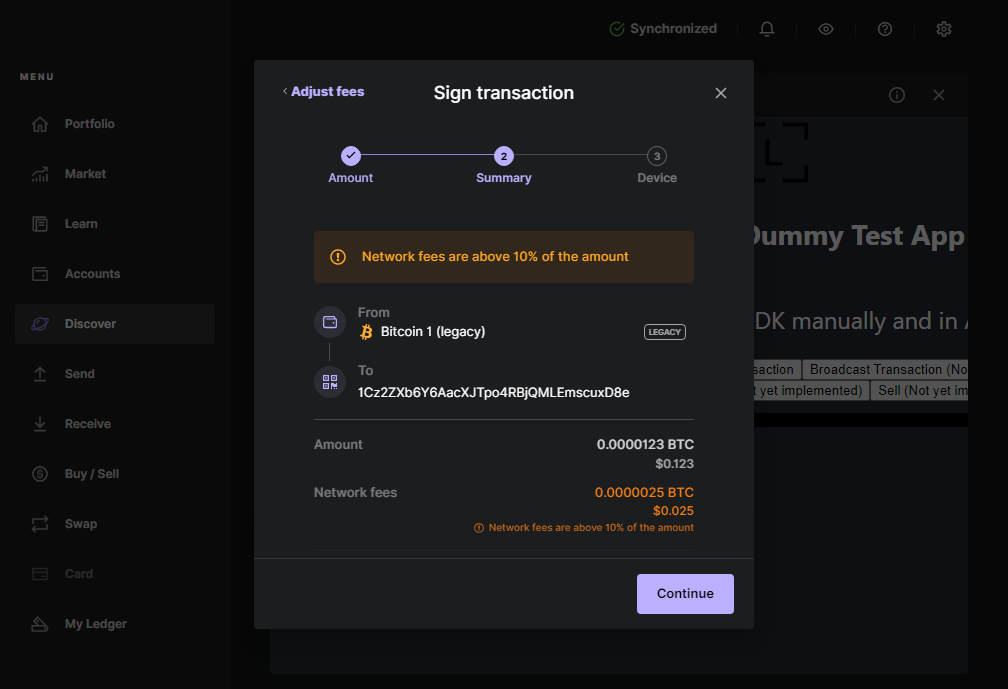 Synchronized
MENU
Portfolio
Market
Learn
Accounts
Discover
Send
Receive
Buy / Sell
Swap
Card
My Ledger
Adjust fees
Sign transaction
2
3
Amount
Summary
Device
Network fees are above 10% of the amount
From
Bitcoin 1 (legacy)
LEGACY
To
1Cz2ZXb6Y6AacXJTpo4RBjQMLEmscuxD8e
Amount
0.0000123 BTC
$0.123
Network fees
0.0000025 BTC
$0.025
Network fees are above 10% of the amount
Continue
Dummy Test App
DK manually and in A
saction
Broadcast Transaction (No
t yet implemented)
Sell (Not yet im